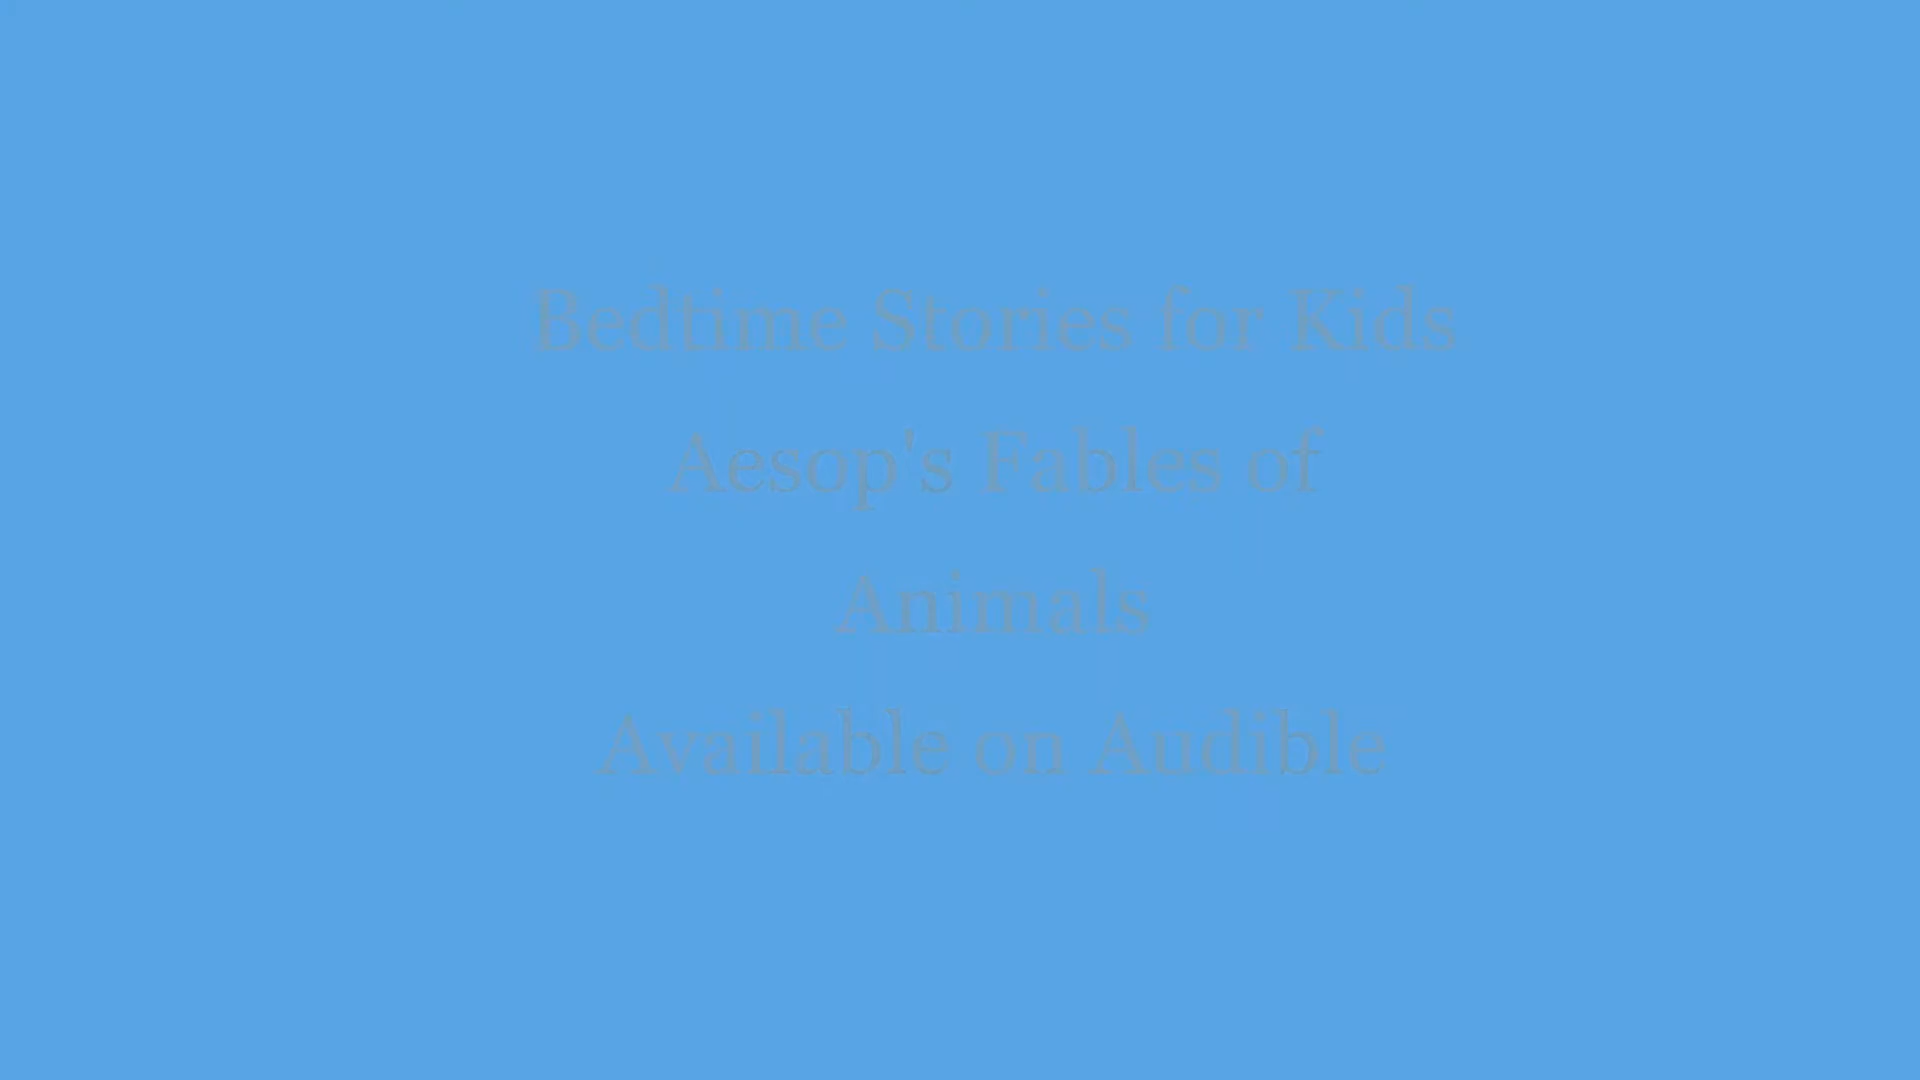 Bedtime Stories for Kids
Aesop's Fables of
Animals
Available on Audible